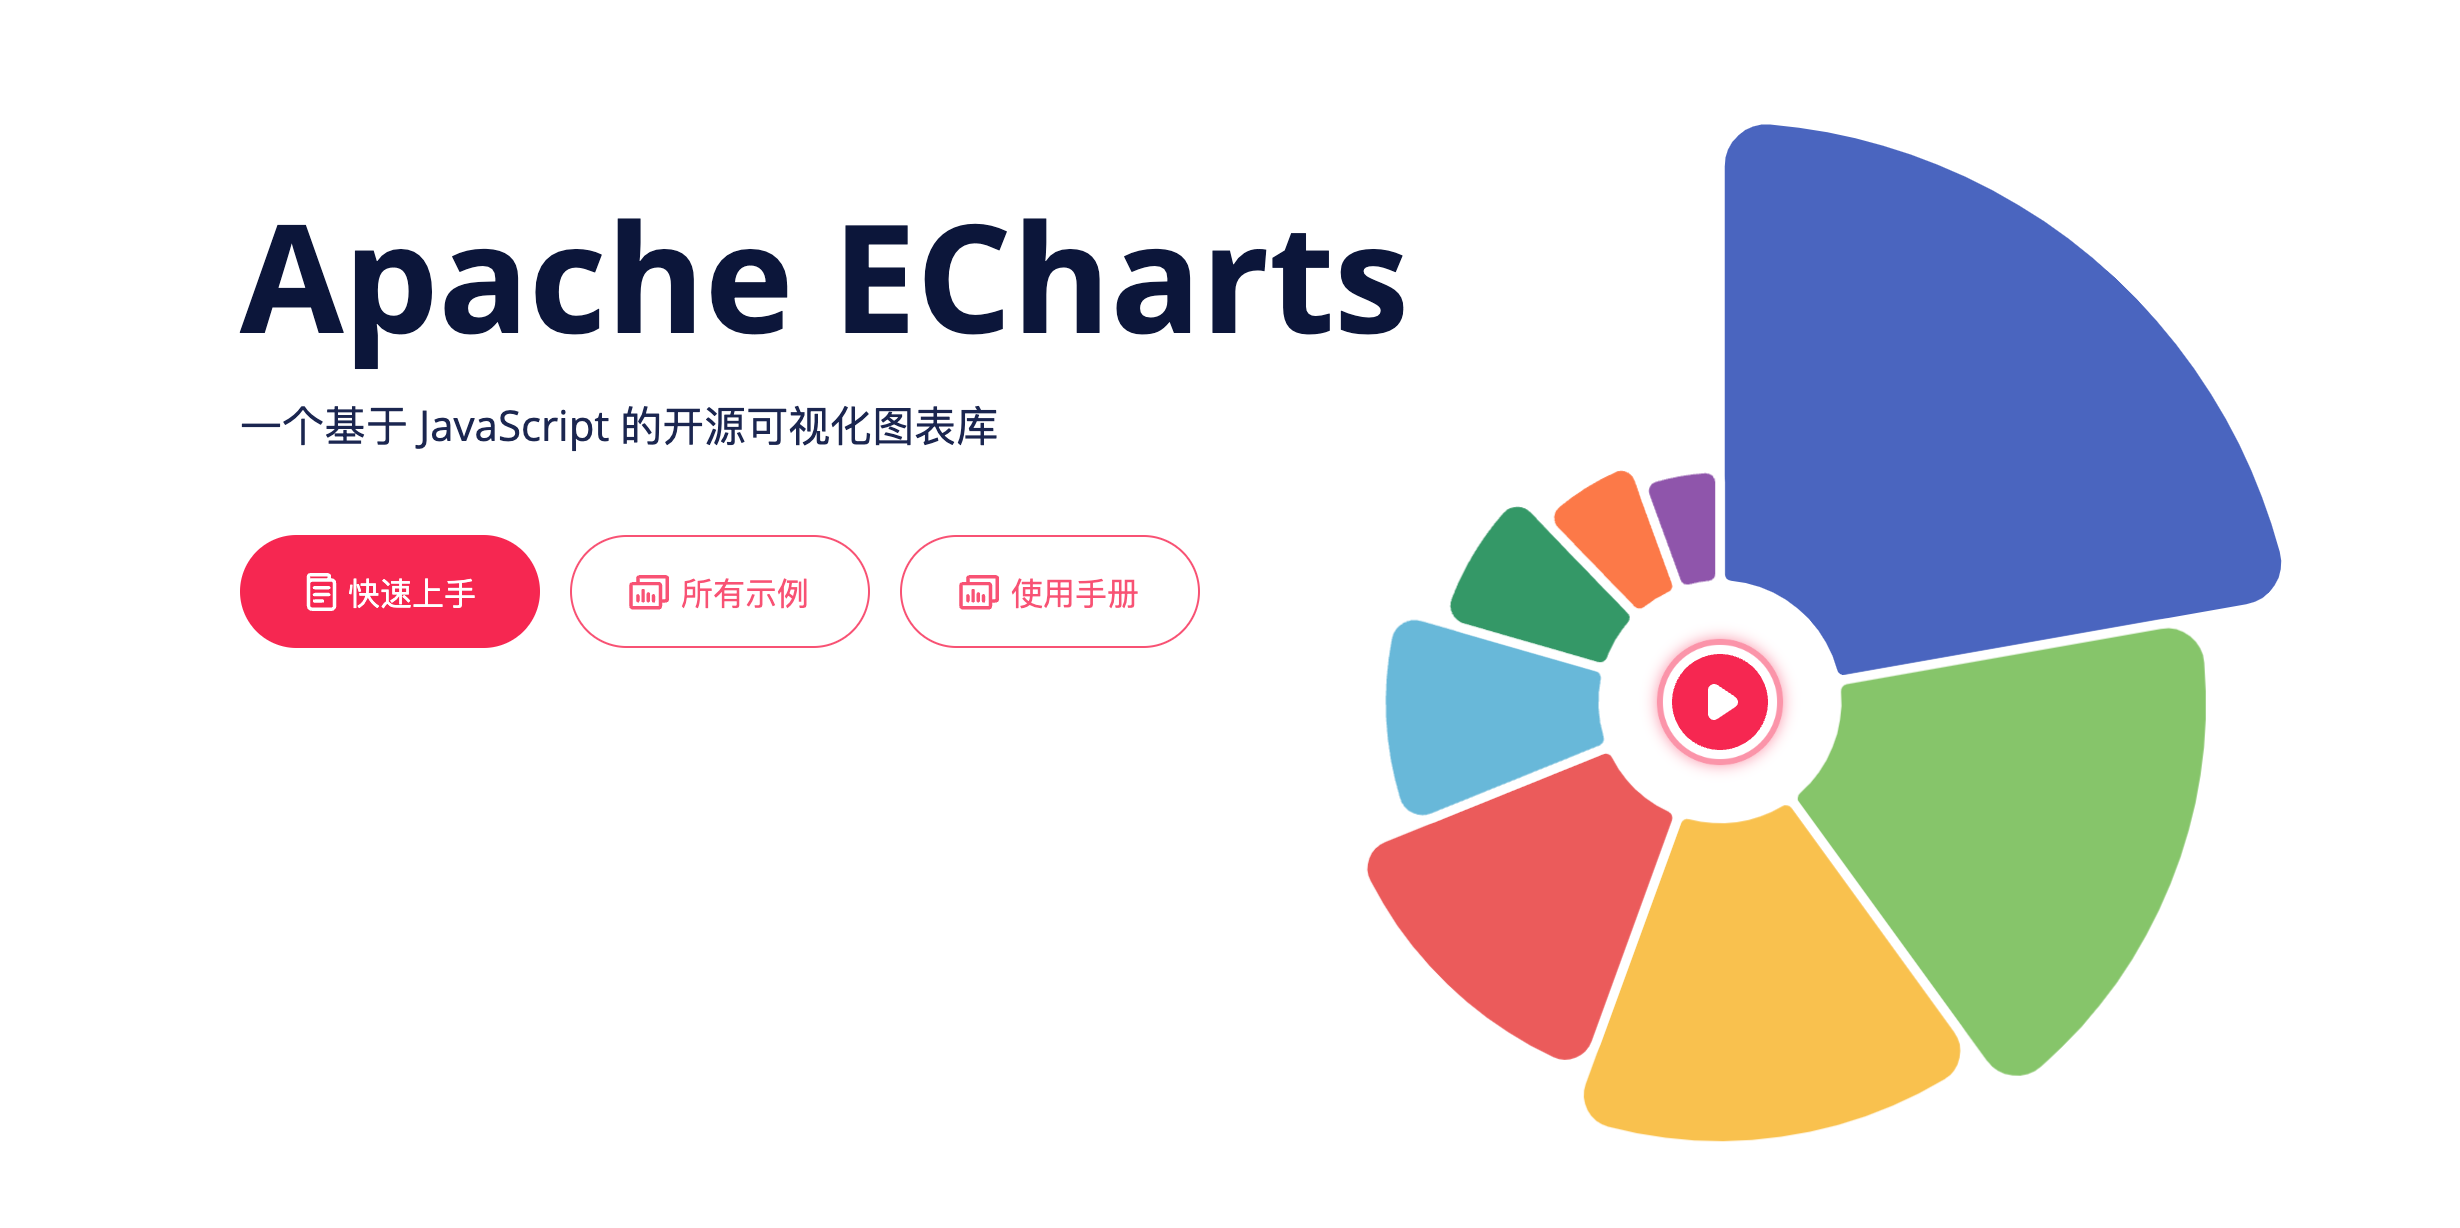 Apache ECharts
一个基于 JavaScript 的开源可视化图表库
快速上手 所有示例 使用手册